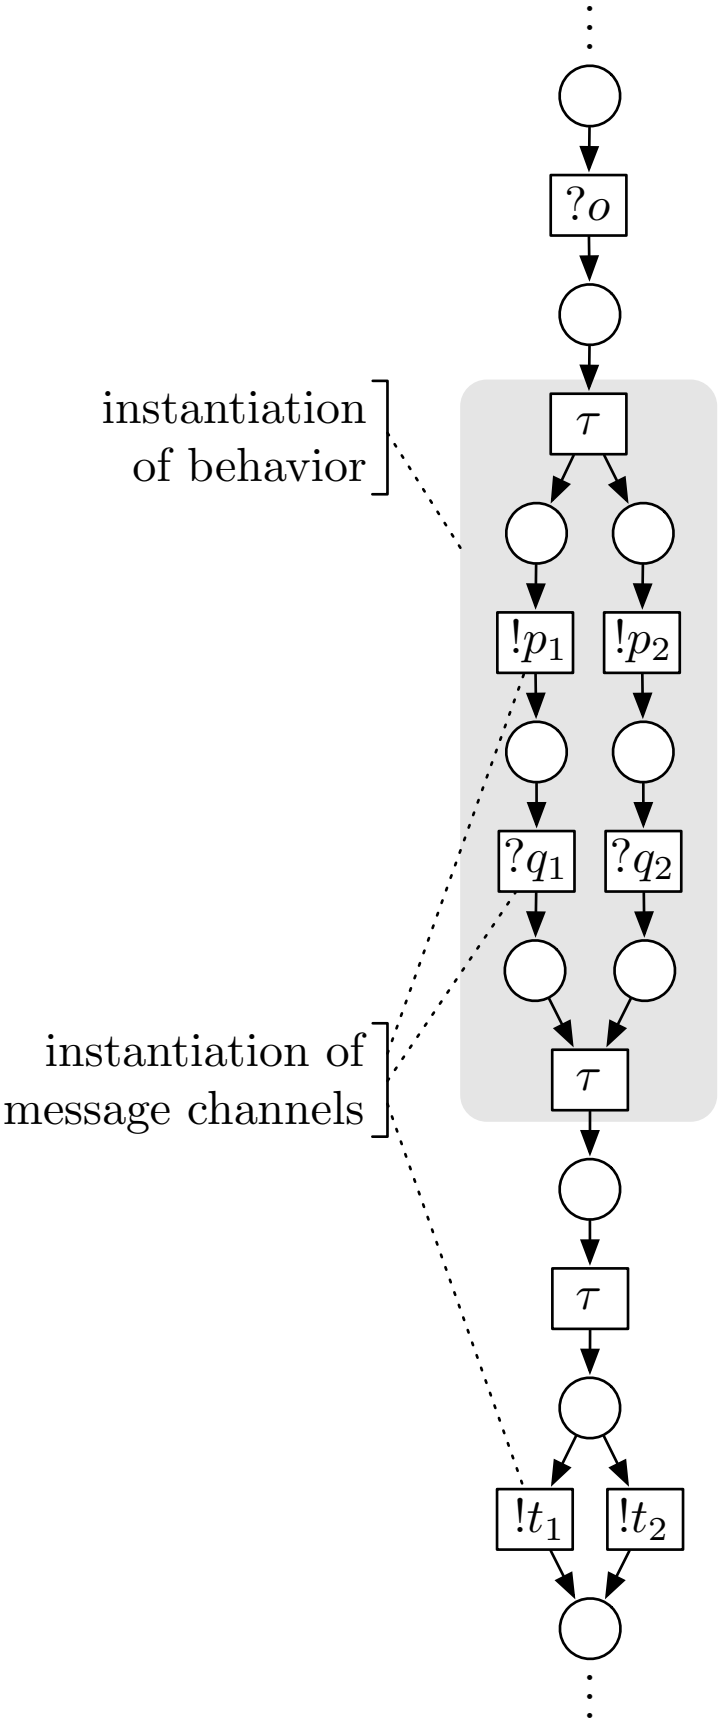 ?o
instantiation
of behavior
τ
!p₁ !p₂
?q₁ ?q₂
instantiation of
message channels
τ
τ
!t₁ !t₂